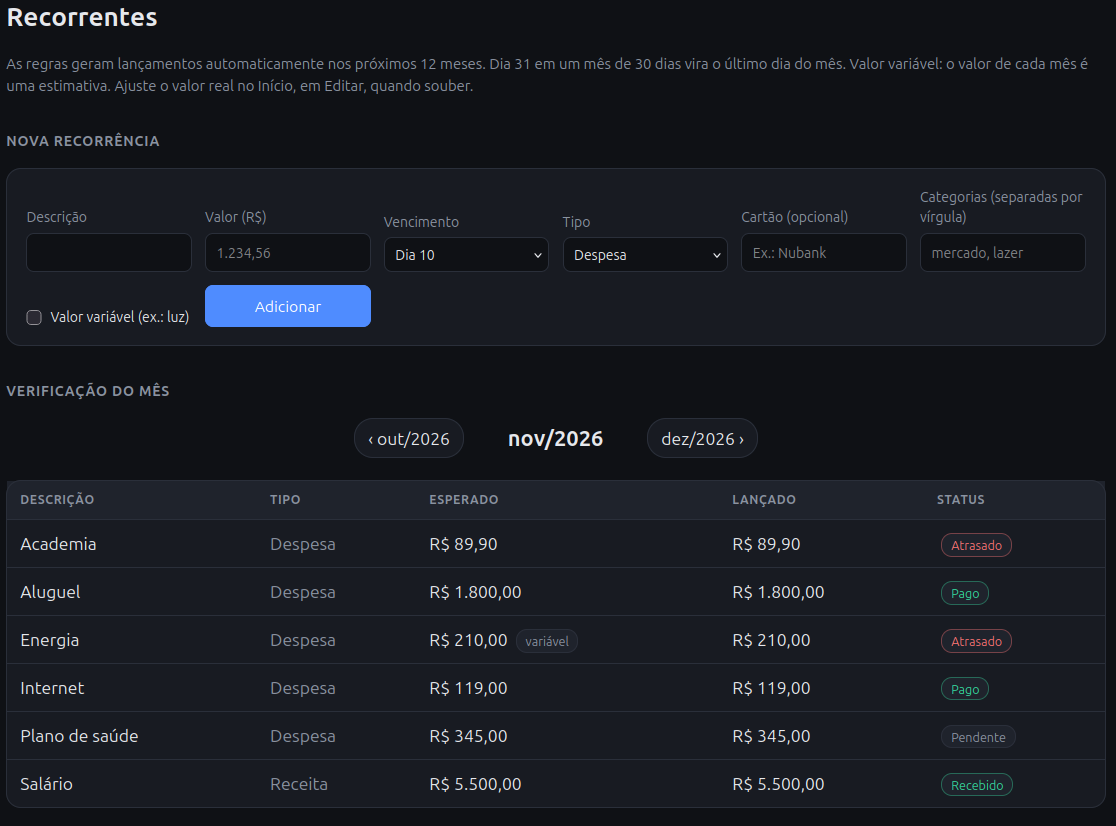 Recorrentes
As regras geram lançamentos automaticamente nos próximos 12 meses. Dia 31 em um mês de 30 dias vira o último dia do mês. Valor variável: o valor de cada mês é
uma estimativa. Ajuste o valor real no Início, em Editar, quando souber.
NOVA RECORRÊNCIA
Descrição
Valor (R$)
1.234,56
Vencimento
Dia 10
Tipo
Despesa
Cartão (opcional)
Ex.: Nubank
Categorias (separadas por
vírgula)
mercado, lazer
Valor variável (ex.: luz)
Adicionar
VERIFICAÇÃO DO MÊS
‹ out/2026 nov/2026 dez/2026 ›
DESCRIÇÃO TIPO ESPERADO LANÇADO STATUS
Academia Despesa R$ 89,90 R$ 89,90 Atrasado
Aluguel Despesa R$ 1.800,00 R$ 1.800,00 Pago
Energia Despesa R$ 210,00 variável R$ 210,00 Atrasado
Internet Despesa R$ 119,00 R$ 119,00 Pago
Plano de saúde Despesa R$ 345,00 R$ 345,00 Pendente
Salário Receita R$ 5.500,00 R$ 5.500,00 Recebido